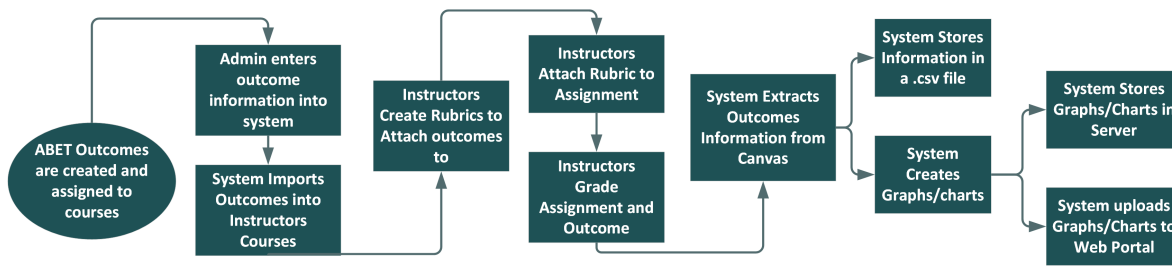 ABET Outcomes
are created and
assigned to
courses
Admin enters
outcome
information into
system
System Imports
Outcomes into
Instructors
Courses
Instructors
Create Rubrics to
Attach outcomes
to
Instructors
Attach Rubric to
Assignment
Instructors
Grade
Assignment and
Outcome
System Extracts
Outcomes
Information from
Canvas
System Stores
Information in
a .csv file
System
Creates
Graphs/charts
System Stores
Graphs/Charts in
Server
System uploads
Graphs/Charts to
Web Portal